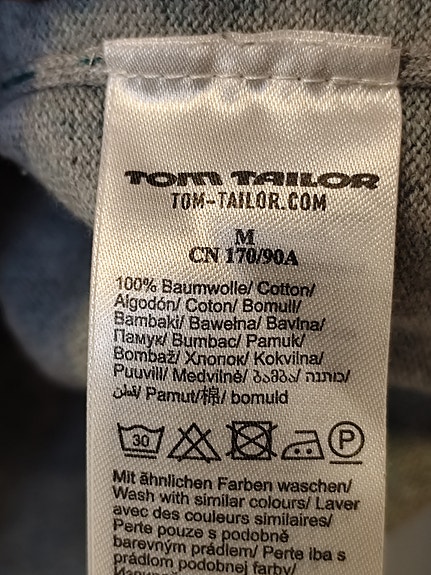 TOM TAILOR
TOM-TAILOR.COM
M
CN 170/90A
100% Baumwolle/ Cotton/
Algodón/ Coton/ Bomull/
Bambaki/ Bawełna/ Bavlna/
Памук/ Bumbac/ Pamuk/
Bombaž/ Хлопок/ Kokvilna/
Puuvill/ Medvilnė/ ბამბა/ כותנה/
قطن/ Pamut/棉/ bomuld
30 P
Mit ähnlichen Farben waschen/
Wash with similar colours/ Laver
avec des couleurs similaires/
Perte pouze s podobně
barevným prádlem/ Perte iba s
prádlom podobnej farby/